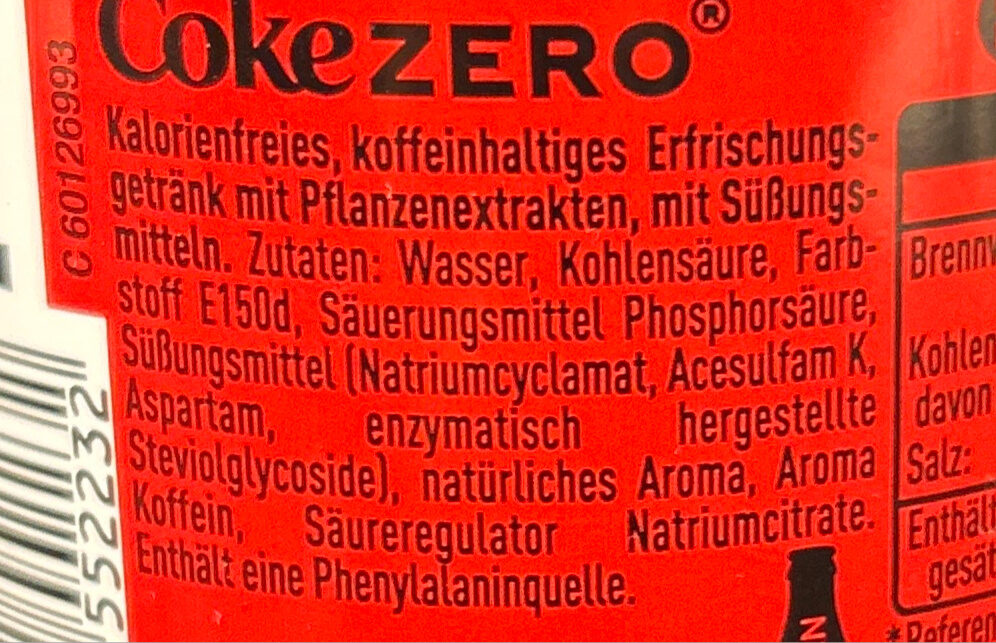 Coke ZERO®
C 60126993
Kalorienfreies, koffeinhaltiges Erfrischungs-
getränk mit Pflanzenextrakten, mit Süßungs-
mitteln. Zutaten: Wasser, Kohlensäure, Farb-
stoff E150d, Säuerungsmittel Phosphorsäure,
Süßungsmittel (Natriumcyclamat, Acesulfam K,
Aspartam, enzymatisch hergestellte
Steviolglycoside), natürliches Aroma, Aroma
Koffein, Säureregulator Natriumcitrate.
Enthält eine Phenylalaninquelle.
552232
Brenn
Kohlen
davon
Salz:
Enthält
gesät
*Referen